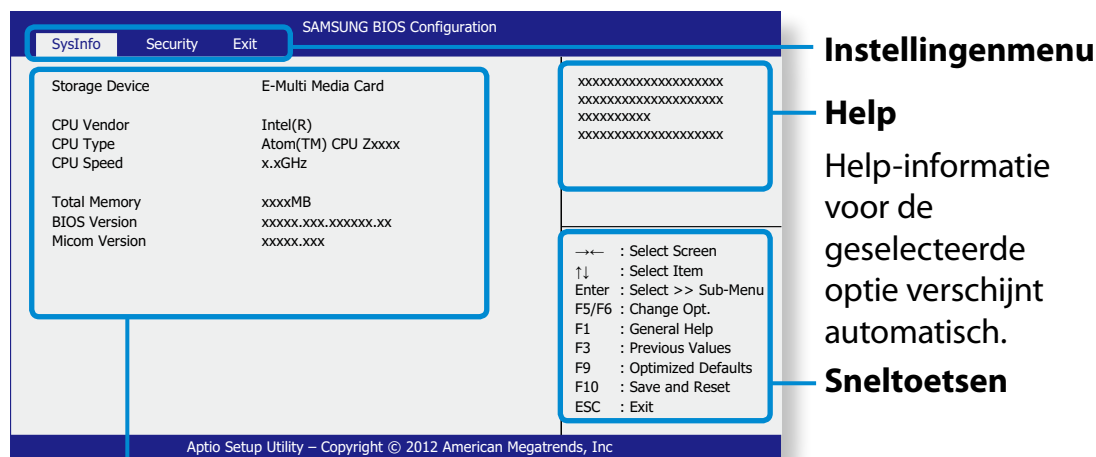 SAMSUNG BIOS Configuration
SysInfo Security Exit
Storage Device E-Multi Media Card
CPU Vendor Intel(R)
CPU Type Atom(TM) CPU Zxxxx
CPU Speed x.xGHz
Total Memory xxxxMB
BIOS Version xxxxx.xxx.xxxxxx.xx
Micom Version xxxxx.xxx
xxxxxxxxxxxxxxxxxxxx
xxxxxxxxxxxxxxxxxxxx
xxxxxxxxxx
xxxxxxxxxxxxxxxxxxxx
→← : Select Screen
↑↓ : Select Item
Enter : Select >> Sub-Menu
F5/F6 : Change Opt.
F1 : General Help
F3 : Previous Values
F9 : Optimized Defaults
F10 : Save and Reset
ESC : Exit
Aptio Setup Utility – Copyright © 2012 American Megatrends, Inc
Instellingenmenu
Help
Help-informatie
voor de
geselecteerde
optie verschijnt
automatisch.
Sneltoetsen